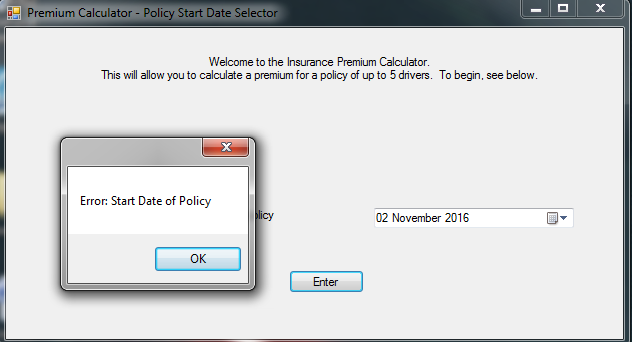 Premium Calculator - Policy Start Date Selector
Welcome to the Insurance Premium Calculator.
This will allow you to calculate a premium for a policy of up to 5 drivers. To begin, see below.
Error: Start Date of Policy
02 November 2016
OK
Enter